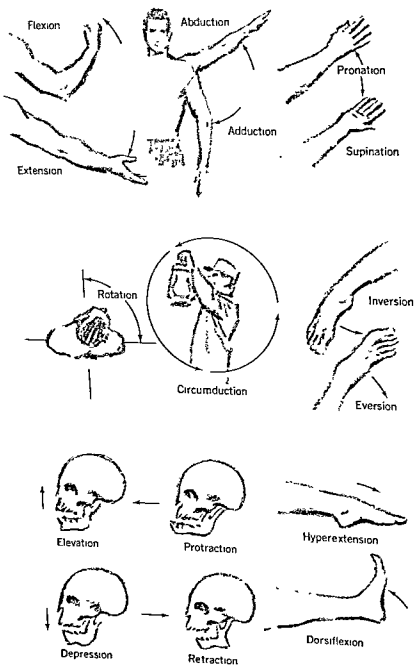 Flexion
Abduction
Pronation
Adduction
Supination
Extension
Rotation
Inversion
Circumduction
Eversion
Elevation
Protraction
Hyperextension
Depression
Retraction
Dorsiflexion